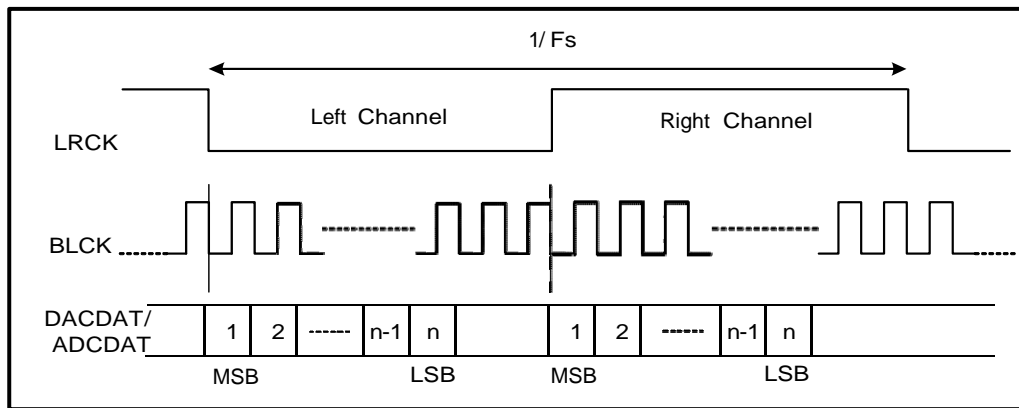 1/ Fs
Left Channel
Right Channel
LRCK
BLCK
DACDAT/
ADCDAT
1 2 n-1 n 1 2 n-1 n
MSB LSB MSB LSB